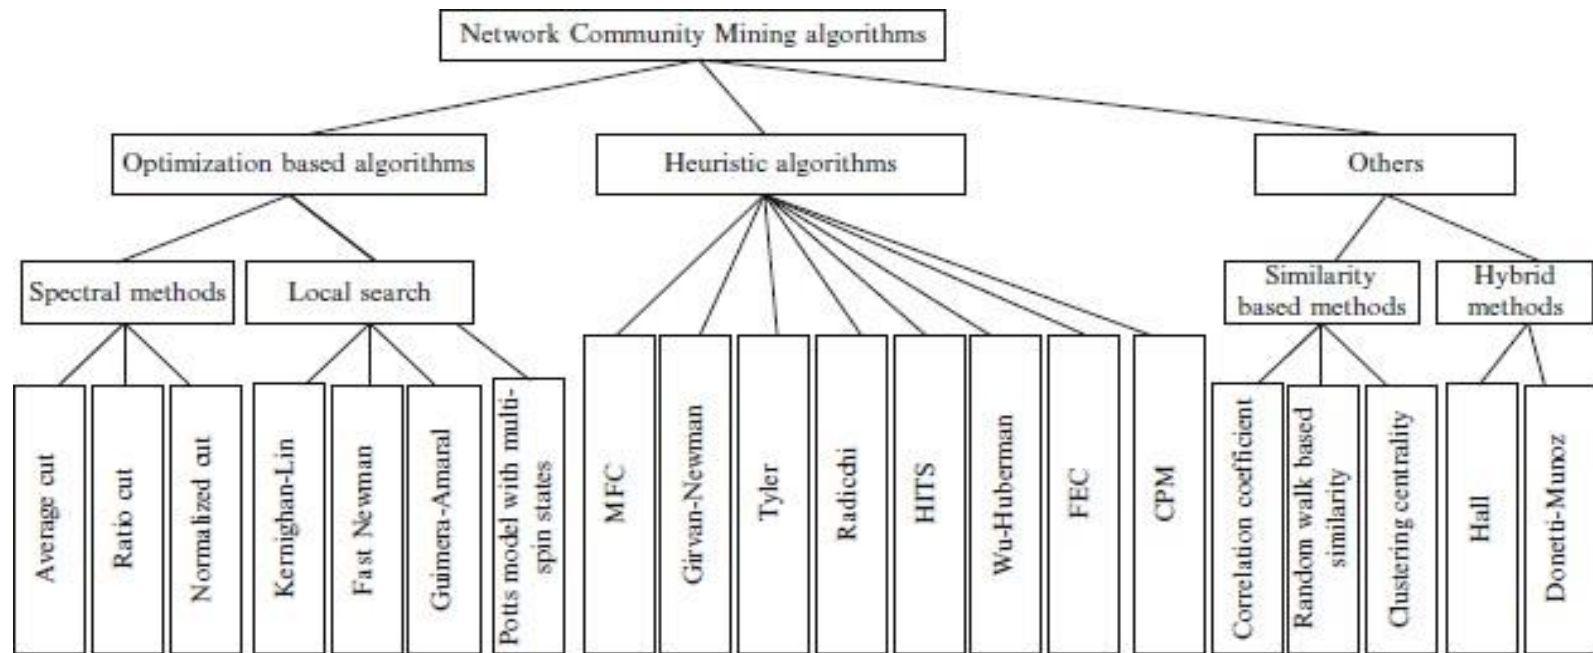 Network Community Mining algorithms
Optimization based algorithms
Heuristic algorithms
Others
Spectral methods
Local search
Similarity
based methods
Hybrid
methods
Average cut
Ratio cut
Normalized cut
Kernighan-Lin
Fast Newman
Guimera-Amaral
Potts model with multi-
spin states
MFC
Girvan-Newman
Tyler
Radicchi
HITS
Wu-Huberman
FEC
CPM
Correlation coefficient
Random walk based
similarity
Clustering centrality
Hall
Doneti-Munoz